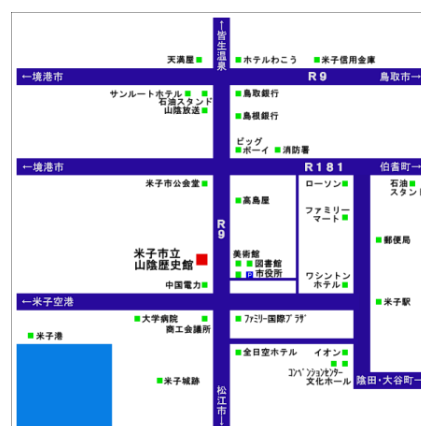 ↑皆生温泉
天満屋
ホテルわこう
米子信用金庫
←境港市
R9
鳥取市→
サンルートホテル
石油スタンド
山陰放送
鳥取銀行
島根銀行
ビッグ
ボーイ
消防署
←境港市
R181
伯耆町→
米子市公会堂
ローソン
石油
スタンド
高島屋
ファミリー
マート
R9
郵便局
米子市立
山陰歴史館
美術館
図書館
P市役所
中国電力
ワシントン
ホテル
←米子空港
米子駅
大学病院
商工会議所
ファミリー国際プラザ
米子港
全日空ホテル
イオン
コンベンションセンター
文化ホール
米子城跡
陰田・大谷町→
松江市↓